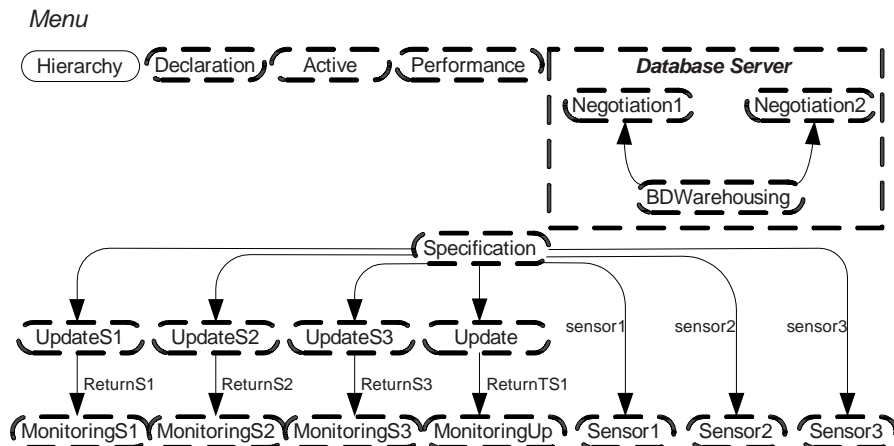 Menu
Hierarchy Declaration Active Performance Database Server
Negotiation1 Negotiation2
BDWarehousing
Specification
UpdateS1 UpdateS2 UpdateS3 Update sensor1 sensor2 sensor3
ReturnS1 ReturnS2 ReturnS3 ReturnTS1
MonitoringS1 MonitoringS2 MonitoringS3 MonitoringUp Sensor1 Sensor2 Sensor3